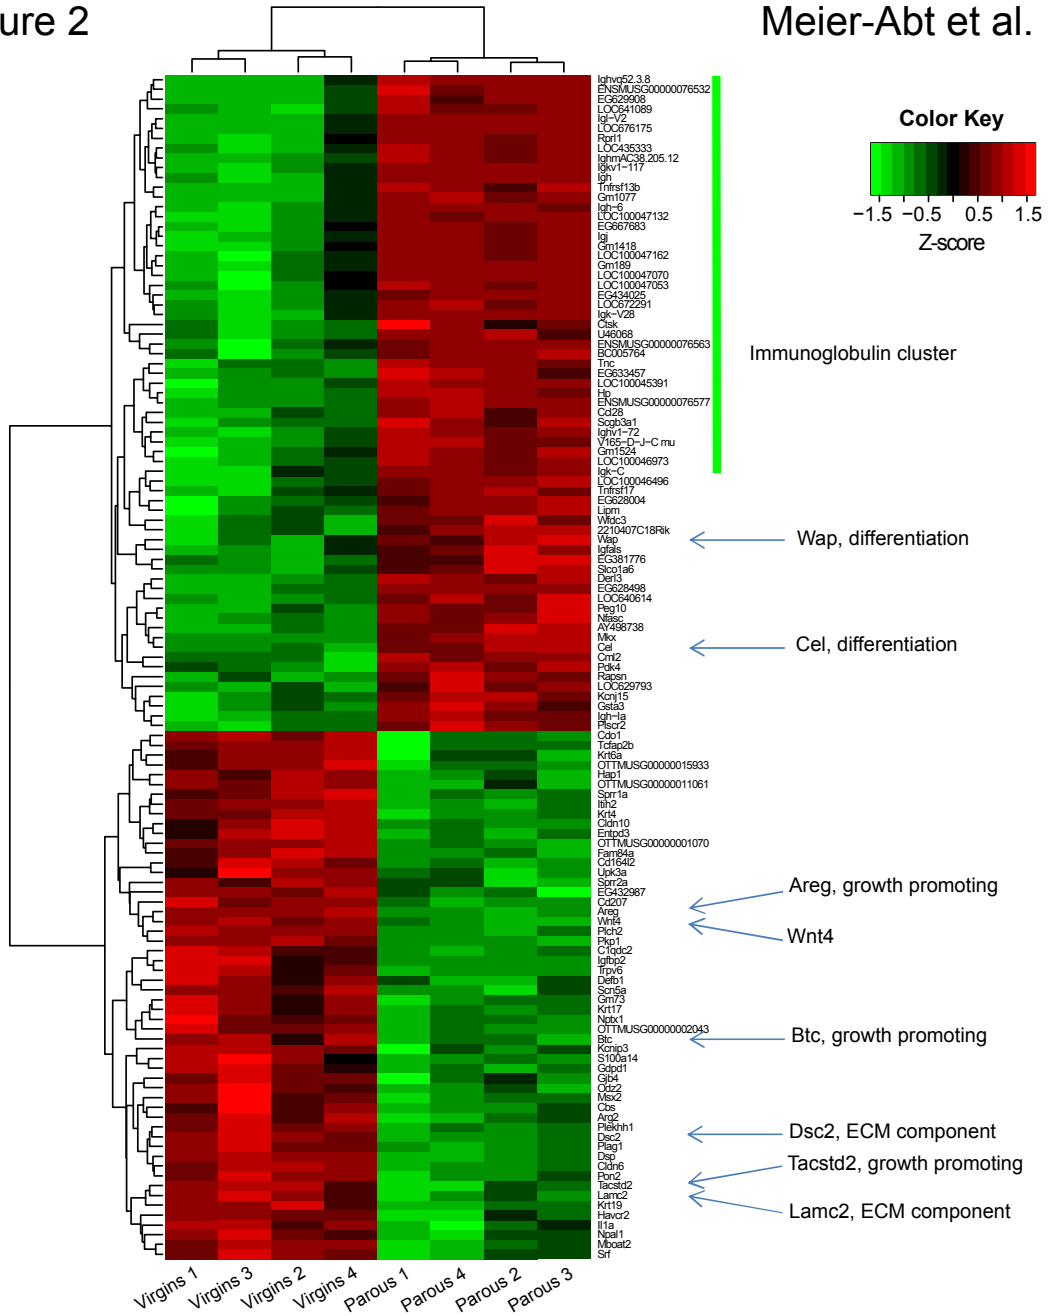 ure 2
Meier-Abt et al.
Color Key
−1.5 −0.5 0.5 1.5
Z-score
Ighvq52.3.8
ENSMUSG00000076532
EG629908
LOC641089
Igl−V2
LOC676175
Rprl1
LOC435333
IghmAC38.205.12
Igkv1−117
Igh
Tnfrsf13b
Gm1077
Igh−6
LOC100047132
EG667683
Igj
Gm1418
LOC100047162
Gm189
LOC100047070
LOC100047053
EG434025
LOC672291
Igk−V28
Ctsk
U46068
ENSMUSG00000076563
BC005764
Tnc
EG633457
LOC100045391
Hp
ENSMUSG00000076577
Cd28
Scgb3a1
Ighv1−72
V165−D−J−C mu
Gm1524
LOC100046973
Igk−C
LOC100046496
Tnfrsf17
EG628004
Lipm
Wfdc3
2210407C18Rik
Wap
Igfals
EG381776
Slco1a6
Derl3
EG628498
LOC640614
Peg10
Nfasc
AY498738
Mkx
Cel
Cml2
Pdk4
Rapsn
LOC629793
Kcnj15
Gsta3
Igh−Ia
Plscr2
Cdo1
Tcfap2b
Krt6a
OTTMUSG00000015933
Hap1
OTTMUSG00000011061
Sprr1a
Itih2
Krt4
Cldn10
Entpd3
OTTMUSG00000001070
Fam84a
Cd164l2
Upk3a
Sprr2a
EG432987
Cd207
Areg
Wnt4
Plch2
Pkp1
C1qdc2
Igfbp2
Trpv6
Defb1
Scn5a
Gm73
Krt17
Nptx1
OTTMUSG00000002043
Btc
Kcnip3
S100a14
Gdpd1
Gjb4
Odz2
Msx2
Cbs
Arg2
Plekhh1
Dsc2
Plag1
Dsp
Cldn6
Pon2
Tacstd2
Lamc2
Krt19
Havcr2
Il1a
Npal1
Mboat2
Srf
Immunoglobulin cluster
Wap, differentiation
Cel, differentiation
Areg, growth promoting
Wnt4
Btc, growth promoting
Dsc2, ECM component
Tacstd2, growth promoting
Lamc2, ECM component
Virgins 1
Virgins 3
Virgins 2
Virgins 4
Parous 1
Parous 4
Parous 2
Parous 3